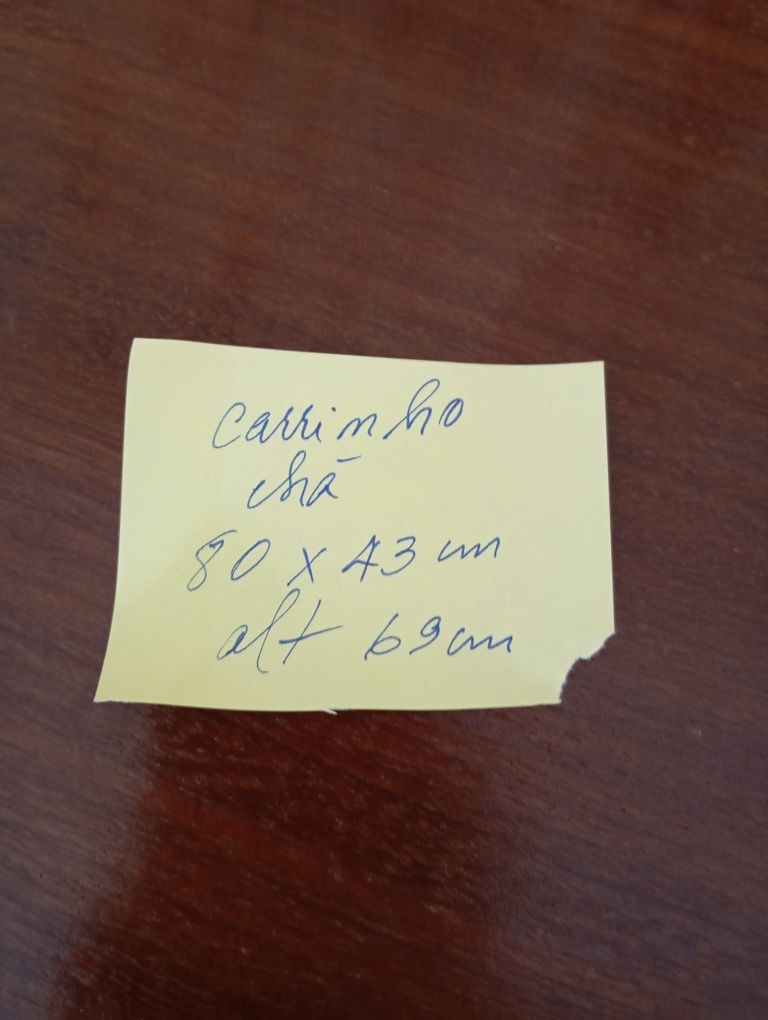 carrinho
chá
80 x 43 cm
alt 69 cm